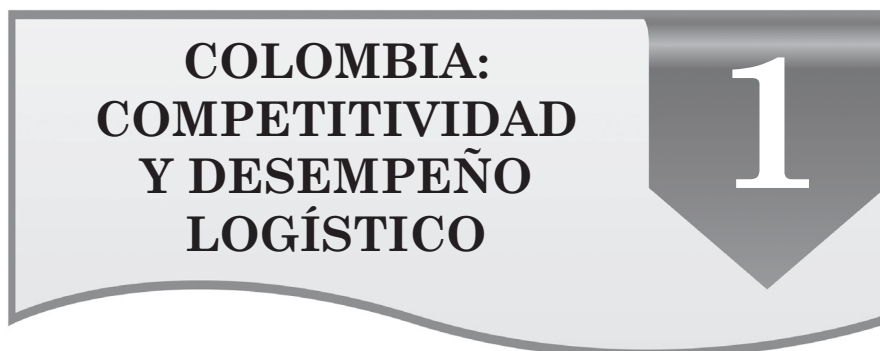 COLOMBIA:
COMPETITIVIDAD
Y DESEMPEÑO
LOGÍSTICO
1